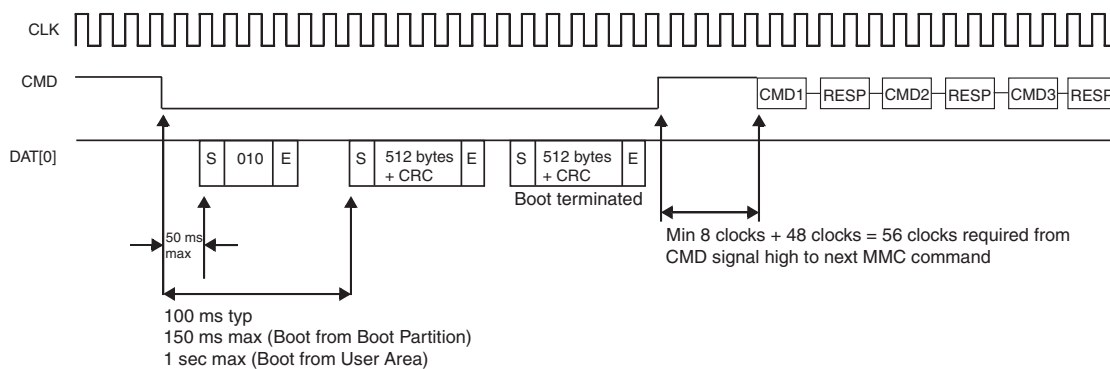 CLK
CMD
CMD1 RESP CMD2 RESP CMD3 RESP
DAT[0]
S 010 E S 512 bytes + CRC E S 512 bytes + CRC E
Boot terminated
50 ms
max
Min 8 clocks + 48 clocks = 56 clocks required from
CMD signal high to next MMC command
100 ms typ
150 ms max (Boot from Boot Partition)
1 sec max (Boot from User Area)